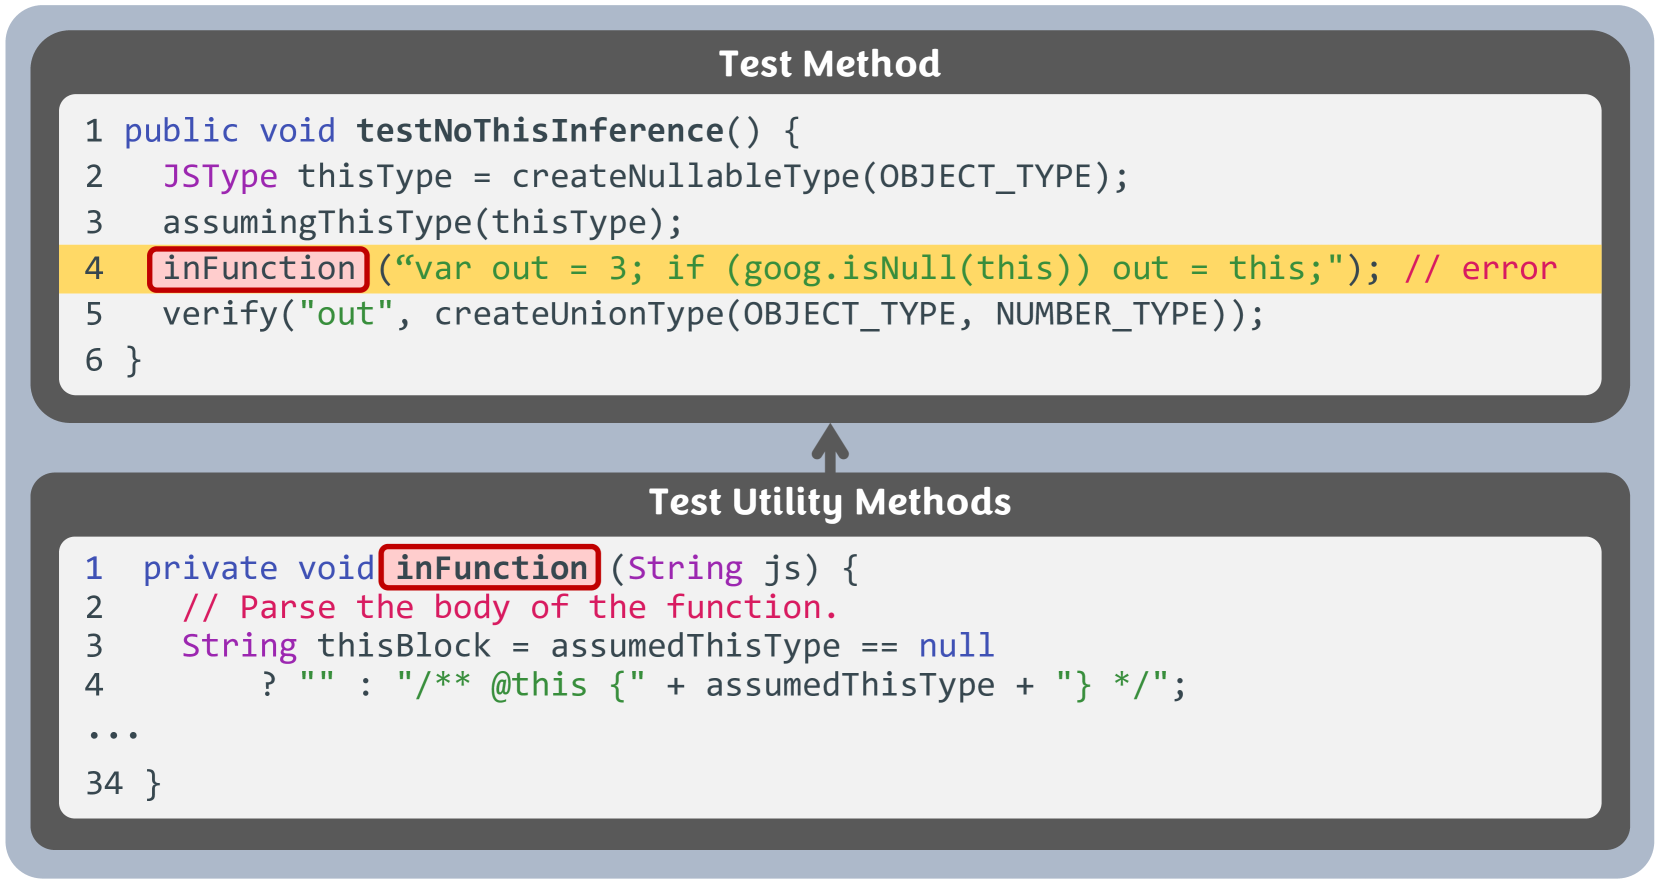 Test Method
1 public void testNoThisInference() {
2 JSType thisType = createNullableType(OBJECT_TYPE);
3 assumingThisType(thisType);
4 inFunction (“var out = 3; if (goog.isNull(this)) out = this;"); // error
5 verify("out", createUnionType(OBJECT_TYPE, NUMBER_TYPE));
6 }
Test Utility Methods
1 private void inFunction (String js) {
2 // Parse the body of the function.
3 String thisBlock = assumedThisType == null
4 ? "" : "/** @this {" + assumedThisType + "} */";
...
34 }